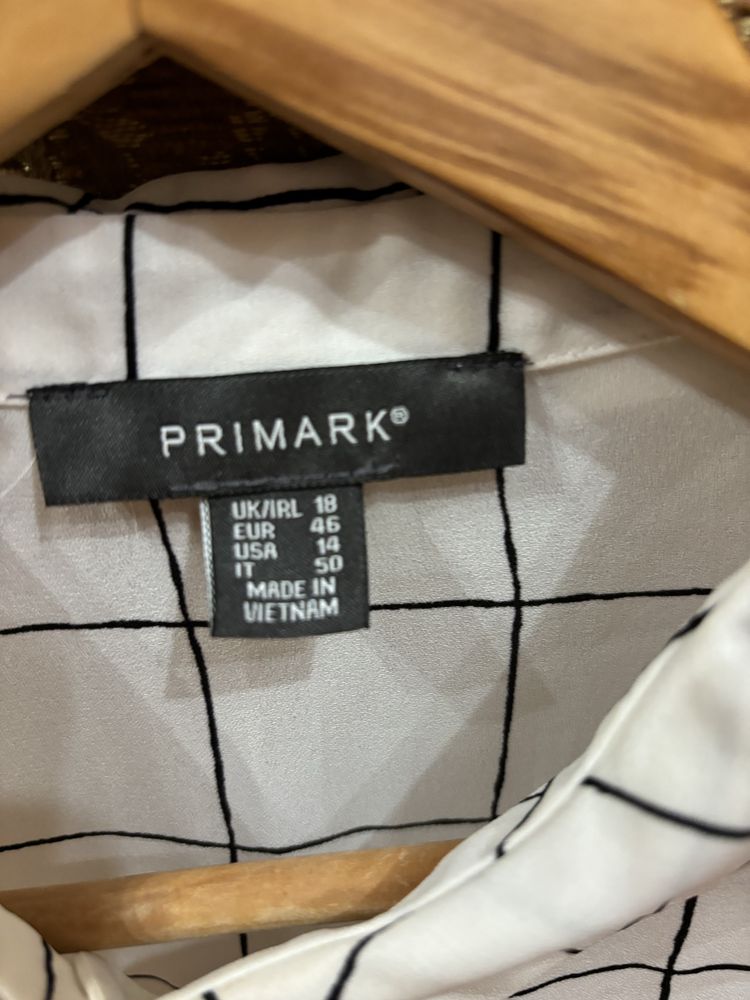 PRIMARK®
UK/IRL 18
EUR 46
USA 14
IT 50
MADE IN
VIETNAM